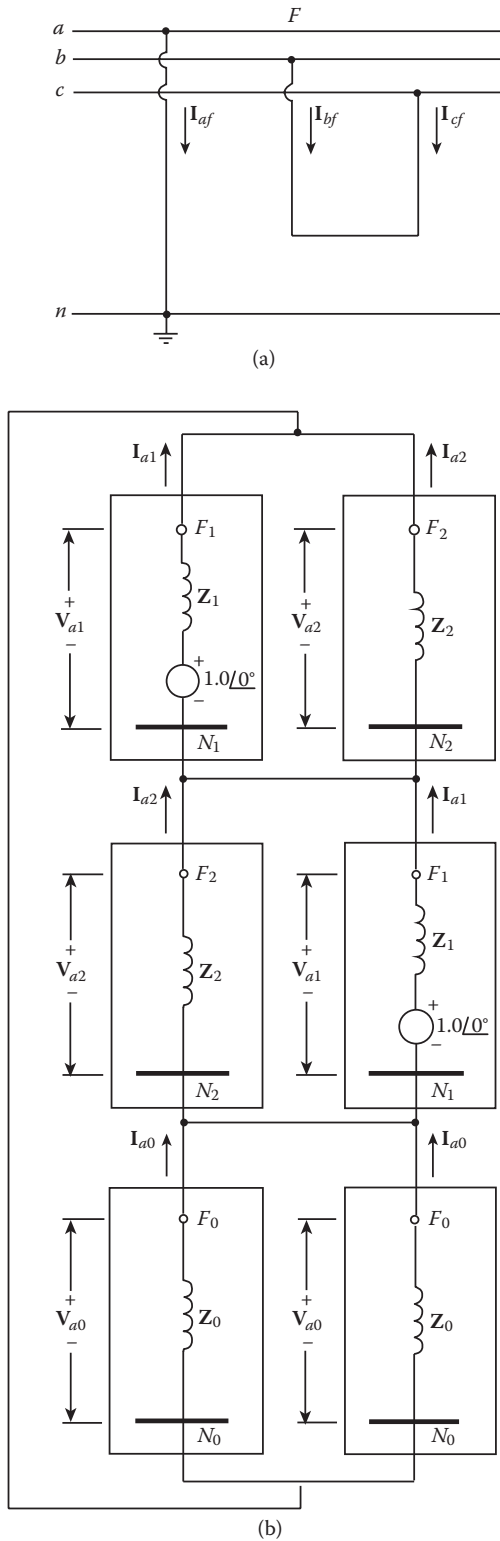 F
a
b
c
I_af I_bf I_cf
n
(a)
I_a1 I_a2
F_1 F_2
+ +
V_a1 Z_1 V_a2 Z_2
− −
+
1.0/0°
−
N_1 N_2
I_a2 I_a1
F_2 F_1
+ Z_1
V_a2 Z_2 V_a1
− −
+
1.0/0°
−
N_2 N_1
I_a0 I_a0
F_0 F_0
+ +
V_a0 Z_0 V_a0 Z_0
− −
N_0 N_0
(b)